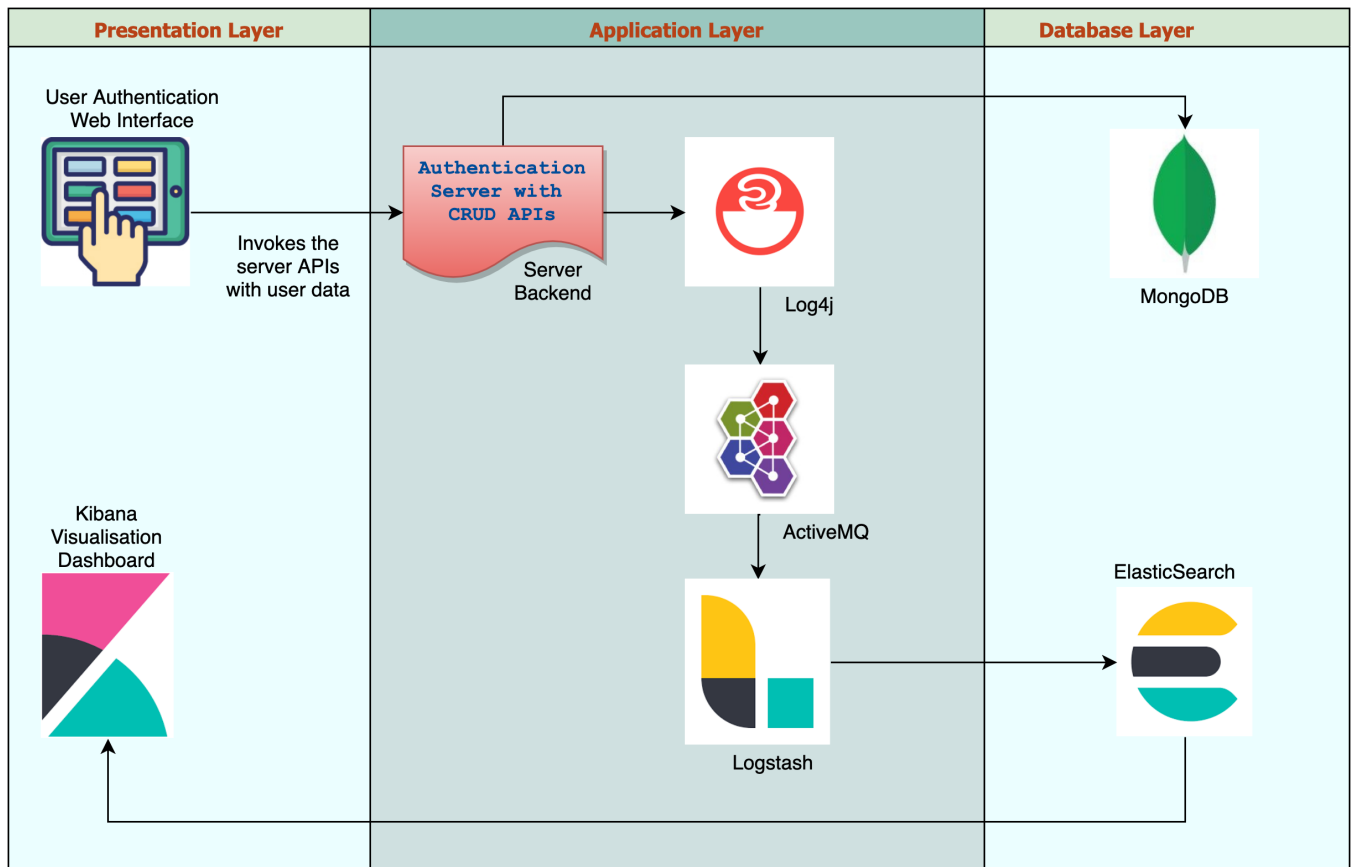 Presentation Layer
Application Layer
Database Layer
User Authentication
Web Interface
Authentication
Server with
CRUD APIs
Invokes the
server APIs
with user data
Server
Backend
Log4j
MongoDB
ActiveMQ
Kibana
Visualisation
Dashboard
ElasticSearch
Logstash